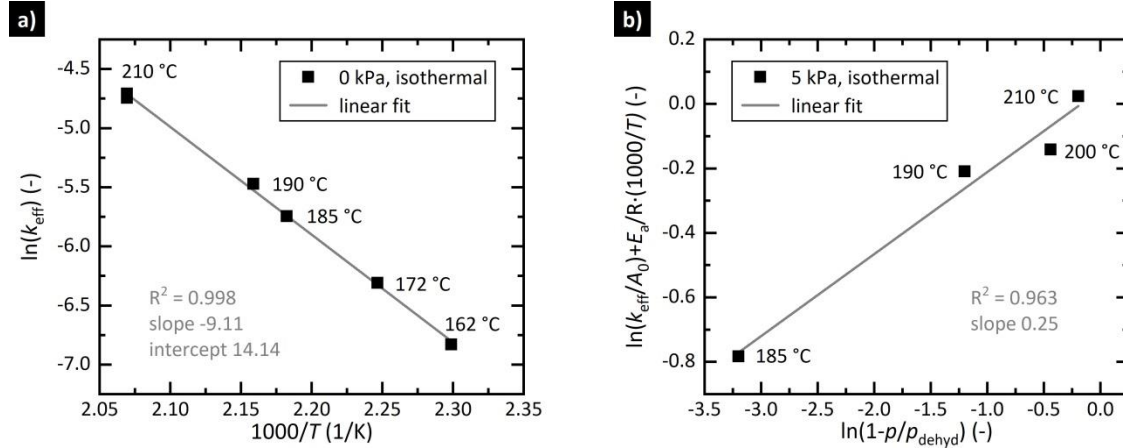 a)
ln(k_eff) (-)
-4.5
-5.0
-5.5
-6.0
-6.5
-7.0
210 °C
190 °C
185 °C
172 °C
162 °C
0 kPa, isothermal
linear fit
R² = 0.998
slope -9.11
intercept 14.14
2.05 2.10 2.15 2.20 2.25 2.30 2.35
1000/T (1/K)
b)
ln(k_eff/A_0)+E_a/R·(1000/T) (-)
0.2
0.0
-0.2
-0.4
-0.6
-0.8
5 kPa, isothermal
linear fit
210 °C
200 °C
190 °C
185 °C
R² = 0.963
slope 0.25
-3.5 -3.0 -2.5 -2.0 -1.5 -1.0 -0.5 0.0
ln(1-p/p_dehyd) (-)